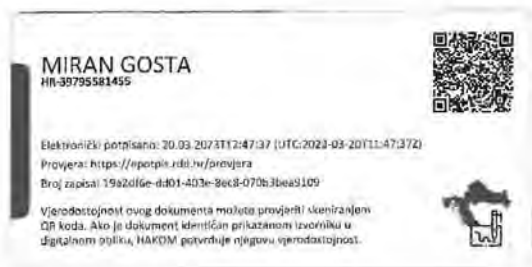 MIRAN GOSTA
HR-39795581455
Elektronički potpisano: 20.03.2023T12:47:37 (UTC:2023-03-20T11:47:37Z)
Provjera: https://epotpis.rdd.hr/provjera
Broj zapisa: 19a2df6e-dd01-403e-8ec8-070b3bea9109
Vjerodostojnost ovog dokumenta možete provjeriti skeniranjem
QR koda. Ako je dokument identičan prikazanom izvorniku u
digitalnom obliku, HAKOM potvrđuje njegovu vjerodostojnost.